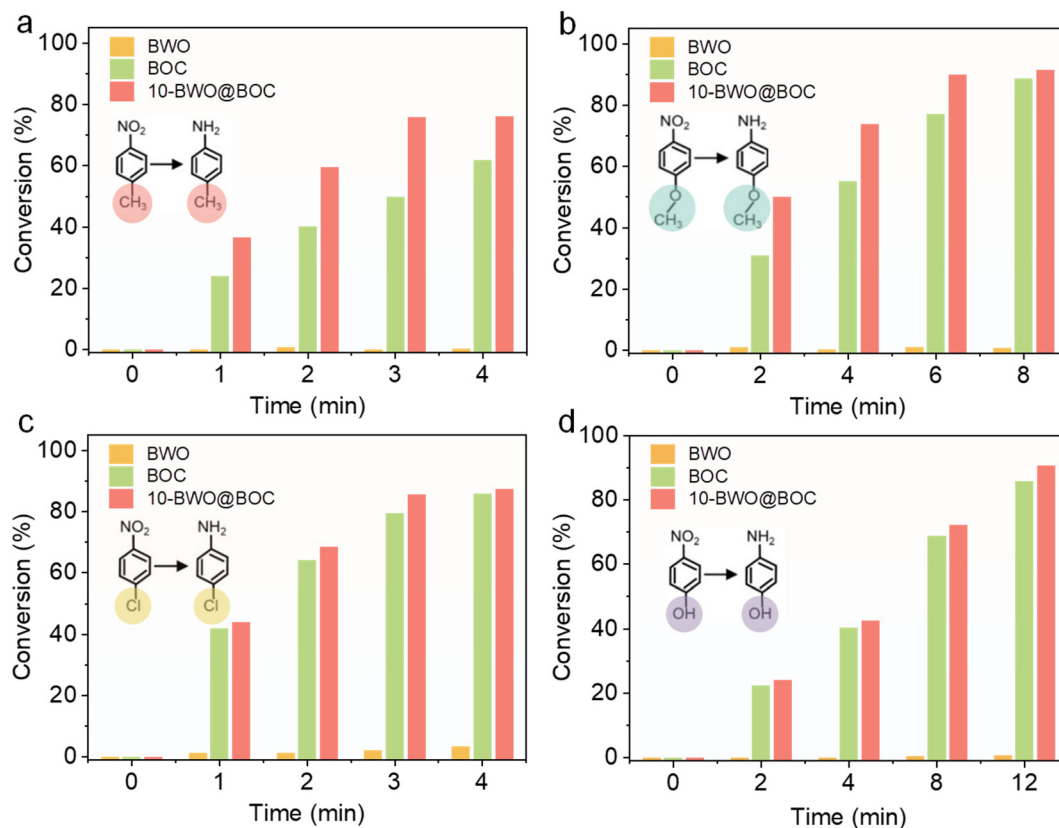 a
100
80
60
40
20
0
Conversion (%)
BWO
BOC
10-BWO@BOC
NO₂
NH₂
CH₃
CH₃
0 1 2 3 4
Time (min)
b
100
80
60
40
20
0
Conversion (%)
BWO
BOC
10-BWO@BOC
NO₂
NH₂
O
O
CH₃
CH₃
0 2 4 6 8
Time (min)
c
100
80
60
40
20
0
Conversion (%)
BWO
BOC
10-BWO@BOC
NO₂
NH₂
Cl
Cl
0 1 2 3 4
Time (min)
d
100
80
60
40
20
0
Conversion (%)
BWO
BOC
10-BWO@BOC
NO₂
NH₂
OH
OH
0 2 4 8 12
Time (min)